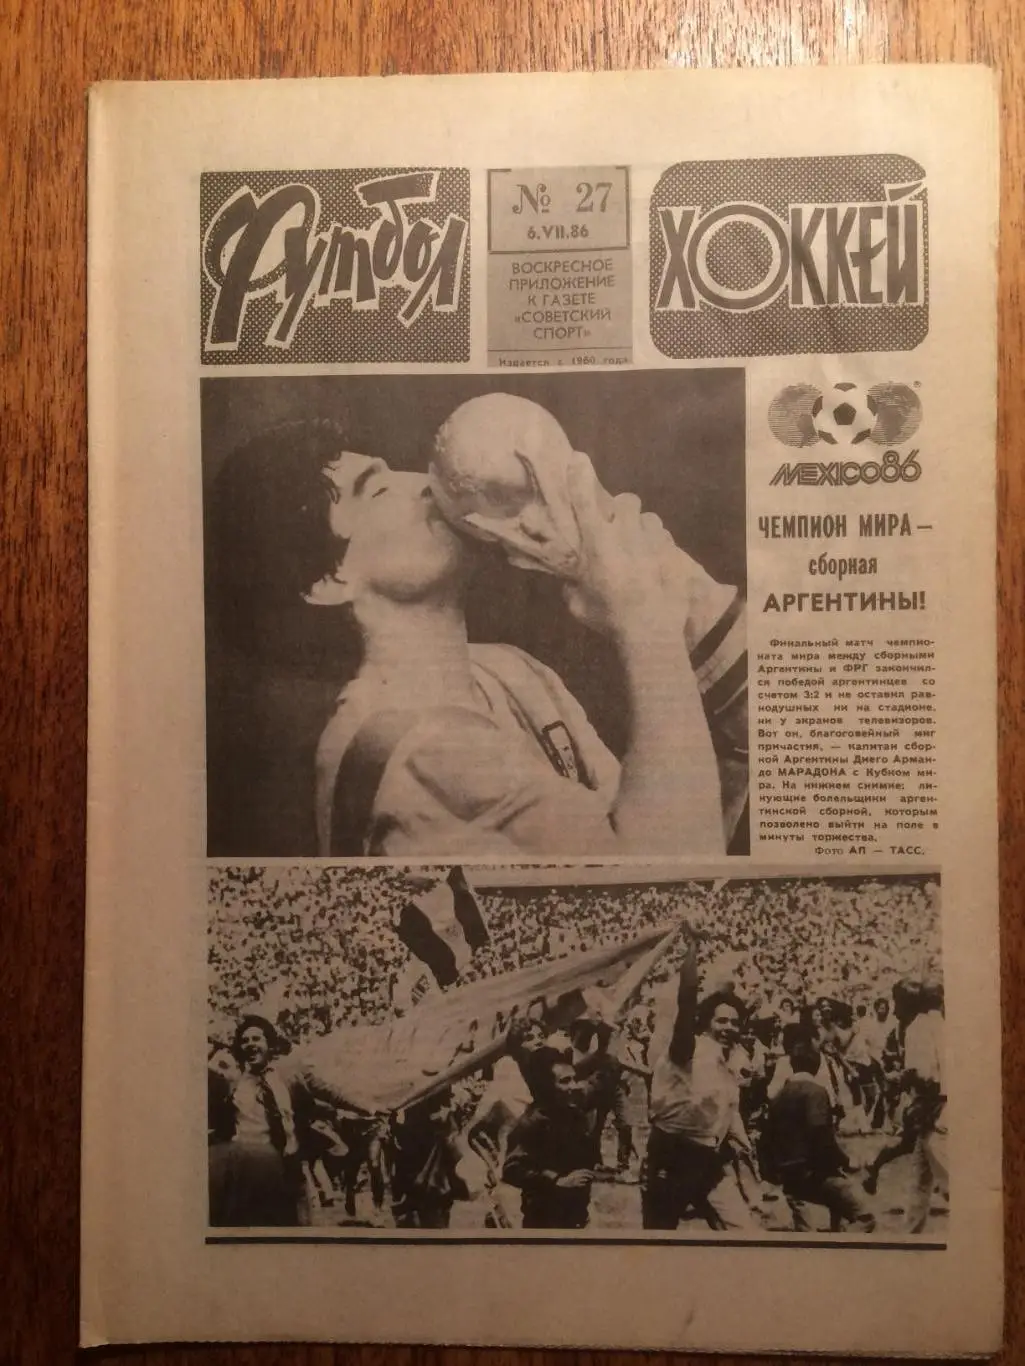 Футбол
№ 27
6.VII.86
ВОСКРЕСНОЕ
ПРИЛОЖЕНИЕ
К ГАЗЕТЕ
«СОВЕТСКИЙ
СПОРТ»
Издается с 1960 года
ХОККЕЙ
MEXICO86
ЧЕМПИОН МИРА —
сборная
АРГЕНТИНЫ!
Финальный матч чемпио-
ната мира между сборными
Аргентины и ФРГ закончил-
ся победой аргентинцев со
счетом 3:2 и не оставил рав-
нодушных ни на стадионе,
ни у экранов телевизоров.
Вот он, благоговейный миг
причастия, — капитан сбор-
ной Аргентины Диего Арман-
до МАРАДОНА с Кубком ми-
ра. На нижнем снимке: ли-
кующие болельщики арген-
тинской сборной, которым
позволено выйти на поле в
минуты торжества.
Фото АП — ТАСС.